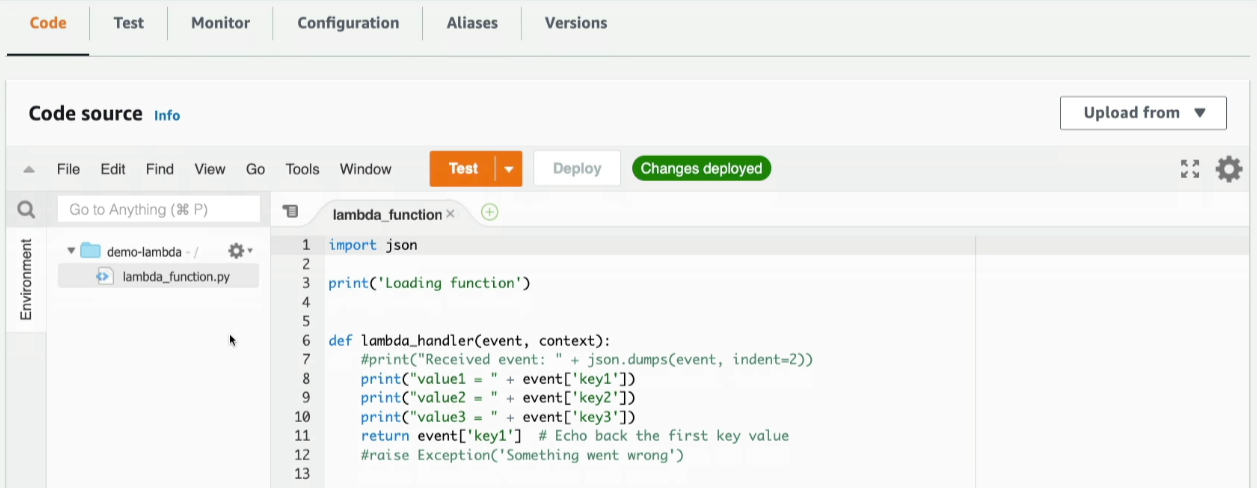 Code Test Monitor Configuration Aliases Versions
Code source Info
Upload from
File Edit Find View Go Tools Window Test Deploy Changes deployed
Go to Anything (⌘ P)
lambda_function
Environment
demo-lambda - /
lambda_function.py
1 import json
2
3 print('Loading function')
4
5
6 def lambda_handler(event, context):
7     #print("Received event: " + json.dumps(event, indent=2))
8     print("value1 = " + event['key1'])
9     print("value2 = " + event['key2'])
10     print("value3 = " + event['key3'])
11     return event['key1']  # Echo back the first key value
12     #raise Exception('Something went wrong')
13